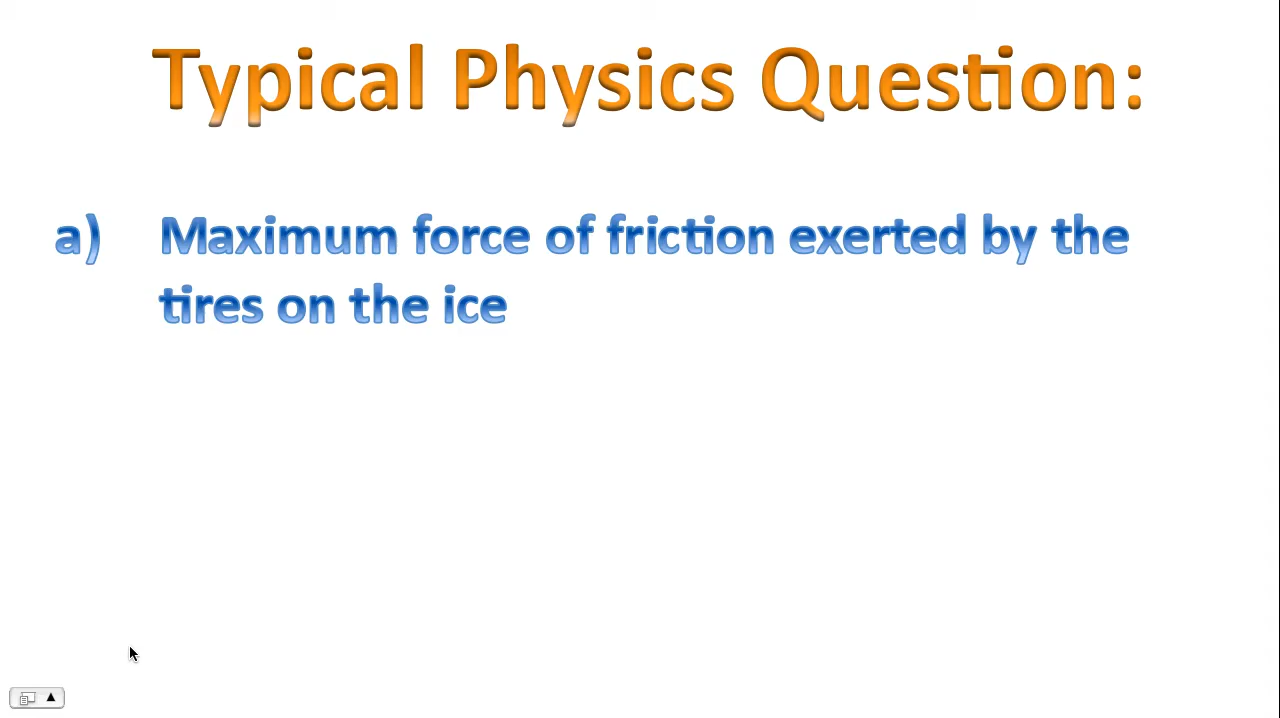 Typical Physics Question:
a) Maximum force of friction exerted by the
tires on the ice